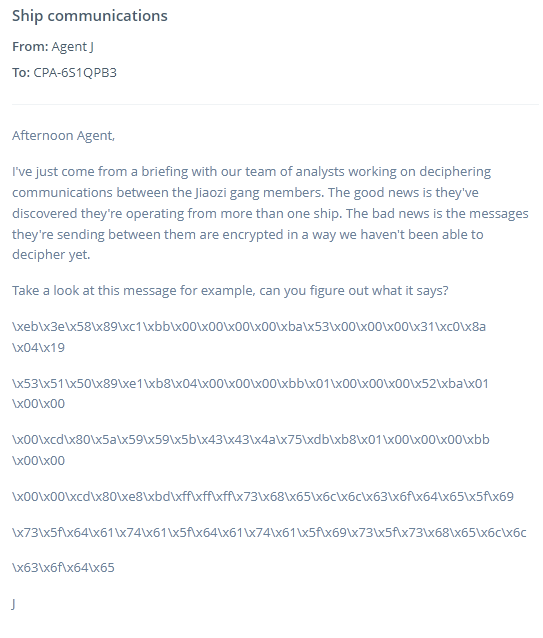 Ship communications
From: Agent J
To: CPA-6S1QPB3
Afternoon Agent,
I've just come from a briefing with our team of analysts working on deciphering
communications between the Jiaozi gang members. The good news is they've
discovered they're operating from more than one ship. The bad news is the messages
they're sending between them are encrypted in a way we haven't been able to
decipher yet.
Take a look at this message for example, can you figure out what it says?
\xeb\x3e\x58\x89\xc1\xbb\x00\x00\x00\x00\xba\x53\x00\x00\x00\x31\xc0\x8a
\x04\x19
\x53\x51\x50\x89\xe1\xb8\x04\x00\x00\x00\xbb\x01\x00\x00\x00\x52\xba\x01
\x00\x00
\x00\xcd\x80\x5a\x59\x59\x5b\x43\x43\x4a\x75\xdb\xb8\x01\x00\x00\x00\xbb
\x00\x00
\x00\x00\xcd\x80\xe8\xbd\xff\xff\xff\x73\x68\x65\x6c\x6c\x63\x6f\x64\x65\x5f\x69
\x73\x5f\x64\x61\x74\x61\x5f\x64\x61\x74\x61\x5f\x69\x73\x5f\x73\x68\x65\x6c\x6c
\x63\x6f\x64\x65
J